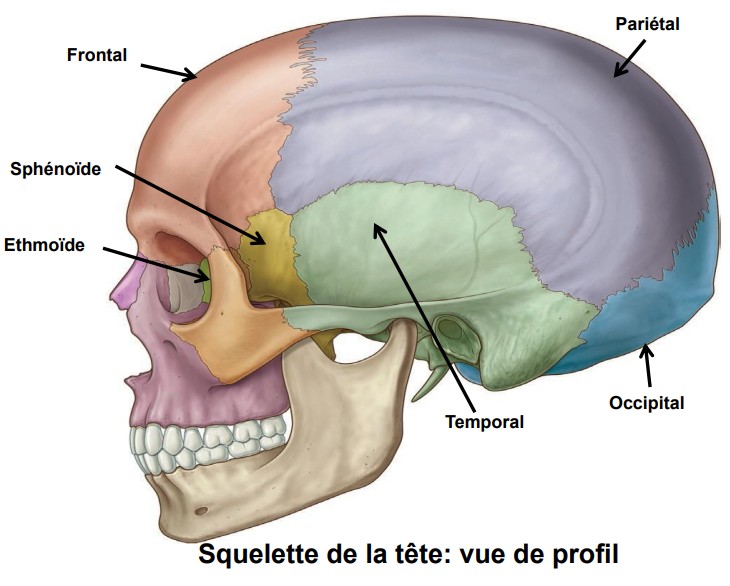 Pariétal
Frontal
Sphénoïde
Ethmoïde
Occipital
Temporal
Squelette de la tête: vue de profil